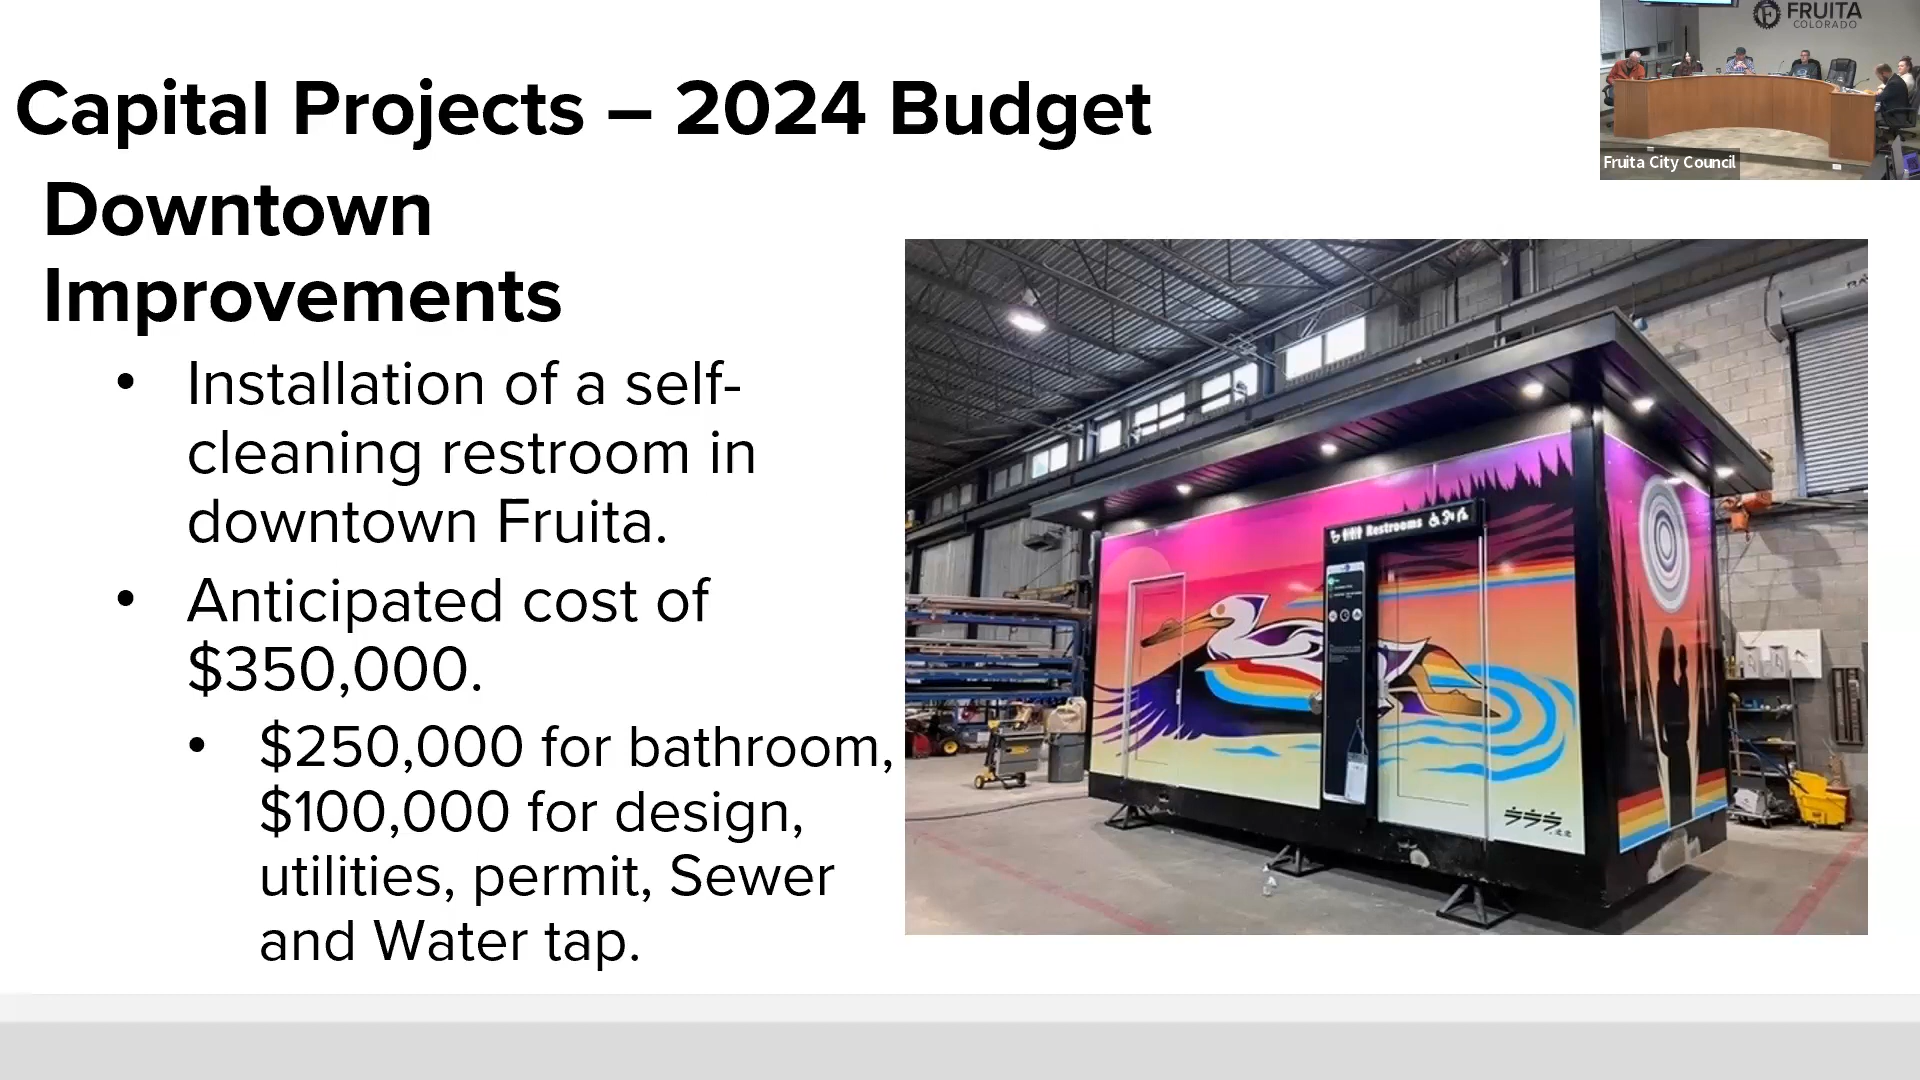 FRUITA
COLORADO
Fruita City Council
Capital Projects – 2024 Budget
Downtown
Improvements
• Installation of a self-
cleaning restroom in
downtown Fruita.
• Anticipated cost of
$350,000.
• $250,000 for bathroom,
$100,000 for design,
utilities, permit, Sewer
and Water tap.
Restrooms